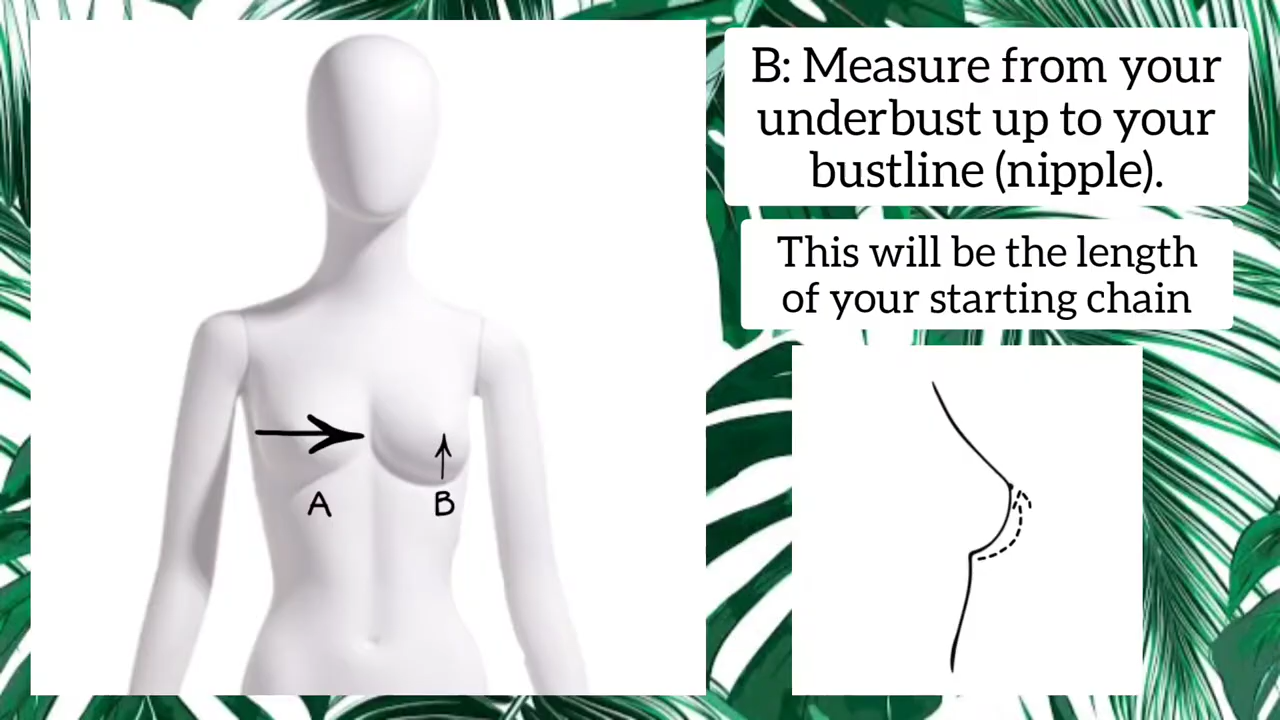 B: Measure from your
underbust up to your
bustline (nipple).
This will be the length
of your starting chain
A
B